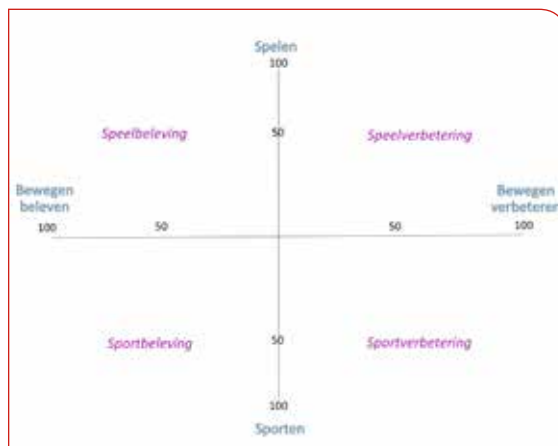 Spelen
100
Speelbeleving
50
Speelverbetering
Bewegen
beleven
Bewegen
verbeteren
100
50
50
100
Sportbeleving
50
Sportverbetering
100
Sporten